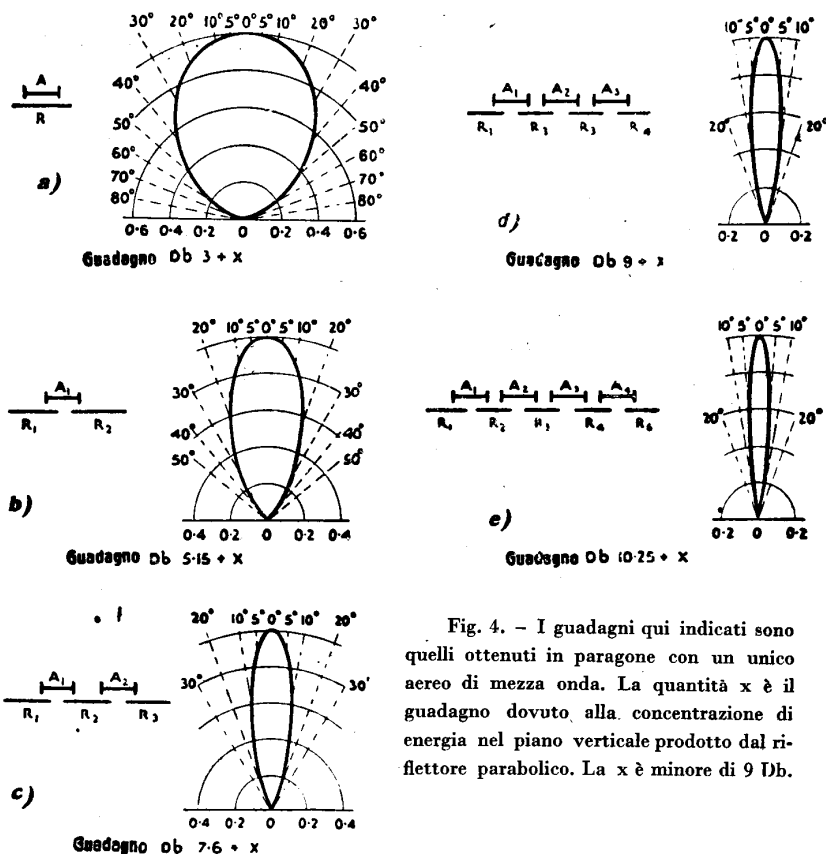 30° 20° 10° 5° 0° 5° 10° 20° 30°
40° 40°
50° 50°
60° 60°
70° 70°
80° 80°
A
R
a)
0·6 0·4 0·2 0 0·2 0·4 0·6
Guadagno Db 3 + X
20° 10° 5° 0° 5° 10° 20°
30° 30°
40° 40°
50° 50°
A₁
R₁ R₂
b)
0·4 0·2 0 0·2 0·4
Guadagno Db 5·15 + X
20° 10° 5° 0° 5° 10° 20°
30° 30'
A₁ A₂
R₁ R₂ R₃
c)
0·4 0·2 0 0·2 0·4
Guadagno Db 7·6 + X
10° 5° 0° 5° 10°
20° 20°
A₁ A₂ A₃
R₁ R₃ R₃ R₄
d)
0·2 0 0·2
Guadagno Db 9 + x
10° 5° 0° 5° 10°
20° 20°
A₁ A₂ A₃ A₄
R₂ R₄ R₆
e)
0·2 0 0·2
Guadagno Db 10·25 + X
Fig. 4. – I guadagni qui indicati sono
quelli ottenuti in paragone con un unico
aereo di mezza onda. La quantità x è il
guadagno dovuto alla concentrazione di
energia nel piano verticale prodotto dal ri-
flettore parabolico. La x è minore di 9 Db.